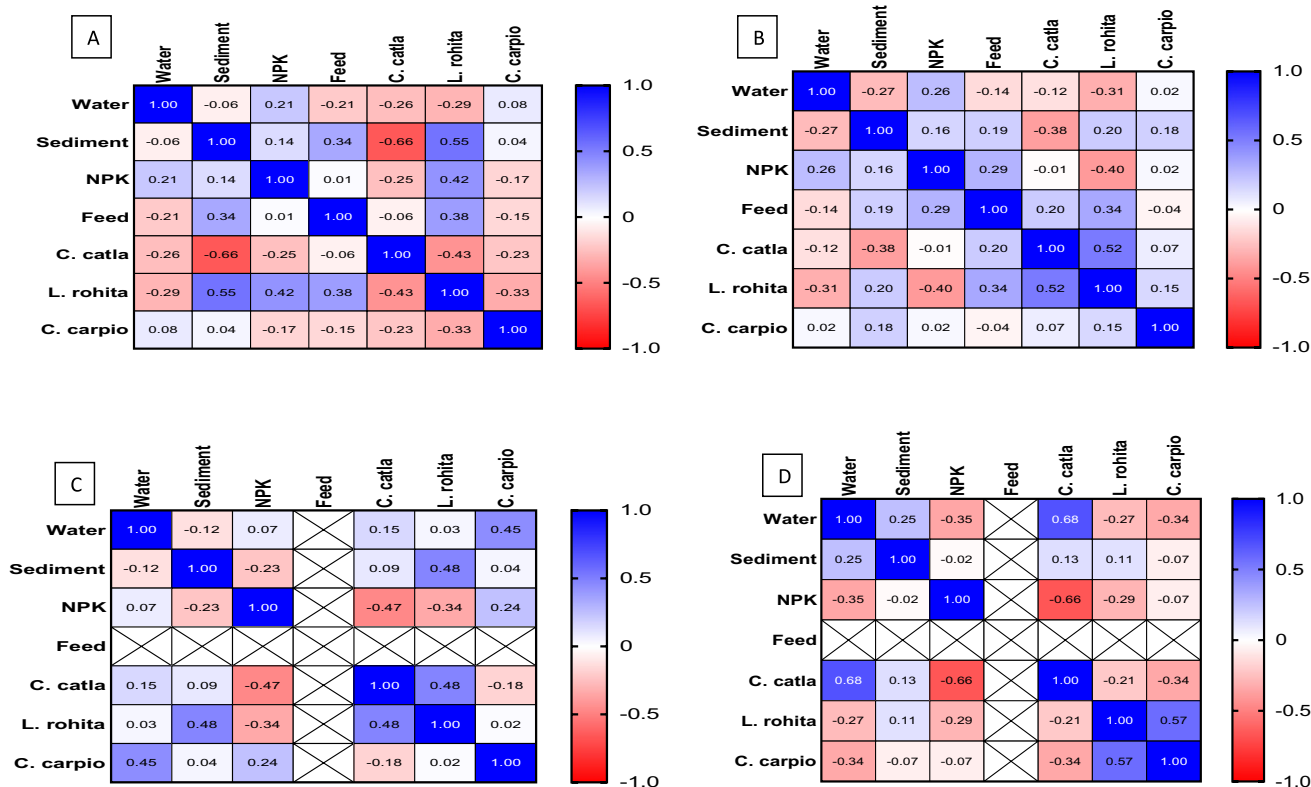 A
Water Sediment NPK Feed C. catla L. rohita C. carpio
Water 1.00 -0.06 0.21 -0.21 -0.26 -0.29 0.08
Sediment -0.06 1.00 0.14 0.34 -0.66 0.55 0.04
NPK 0.21 0.14 1.00 0.01 -0.25 0.42 -0.17
Feed -0.21 0.34 0.01 1.00 -0.06 0.38 -0.15
C. catla -0.26 -0.66 -0.25 -0.06 1.00 -0.43 -0.23
L. rohita -0.29 0.55 0.42 0.38 -0.43 1.00 -0.33
C. carpio 0.08 0.04 -0.17 -0.15 -0.23 -0.33 1.00
1.0
0.5
0
-0.5
-1.0
B
Water Sediment NPK Feed C. catla L. rohita C. carpio
Water 1.00 -0.27 0.26 -0.14 -0.12 -0.31 0.02
Sediment -0.27 1.00 0.16 0.19 -0.38 0.20 0.18
NPK 0.26 0.16 1.00 0.29 -0.01 -0.40 0.02
Feed -0.14 0.19 0.29 1.00 0.20 0.34 -0.04
C. catla -0.12 -0.38 -0.01 0.20 1.00 0.52 0.07
L. rohita -0.31 0.20 -0.40 0.34 0.52 1.00 0.15
C. carpio 0.02 0.18 0.02 -0.04 0.07 0.15 1.00
1.0
0.5
0
-0.5
-1.0
C
Water Sediment NPK Feed C. catla L. rohita C. carpio
Water 1.00 -0.12 0.07 0.15 0.03 0.45
Sediment -0.12 1.00 -0.23 0.09 0.48 0.04
NPK 0.07 -0.23 1.00 -0.47 -0.34 0.24
Feed
C. catla 0.15 0.09 -0.47 1.00 0.48 -0.18
L. rohita 0.03 0.48 -0.34 0.48 1.00 0.02
C. carpio 0.45 0.04 0.24 -0.18 0.02 1.00
1.0
0.5
0
-0.5
-1.0
D
Water Sediment NPK Feed C. catla L. rohita C. carpio
Water 1.00 0.25 -0.35 0.68 -0.27 -0.34
Sediment 0.25 1.00 -0.02 0.13 0.11 -0.07
NPK -0.35 -0.02 1.00 -0.66 -0.29 -0.07
Feed
C. catla 0.68 0.13 -0.66 1.00 -0.21 -0.34
L. rohita -0.27 0.11 -0.29 -0.21 1.00 0.57
C. carpio -0.34 -0.07 -0.07 -0.34 0.57 1.00
1.0
0.5
0
-0.5
-1.0